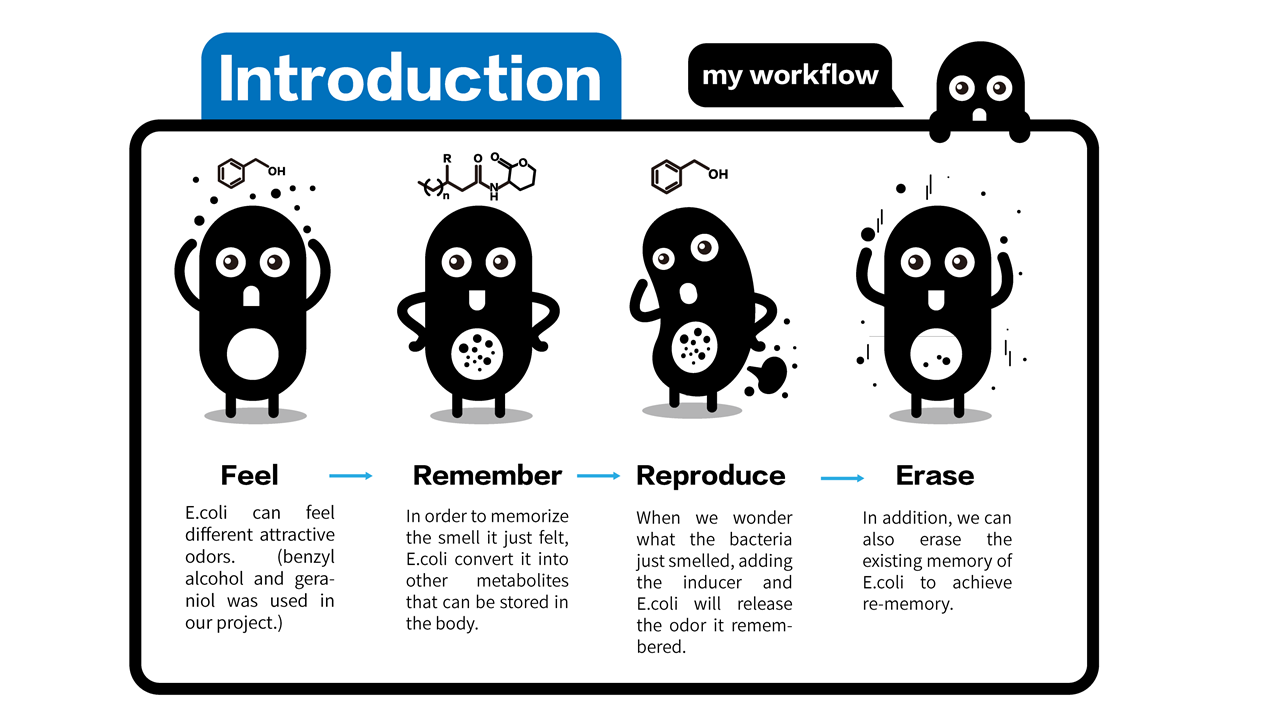 Introduction
my workflow
OH
R
O
O
O
n
N
H
OH
Feel
E.coli can feel
different attractive
odors. (benzyl
alcohol and gera-
niol was used in
our project.)
Remember
In order to memorize
the smell it just felt,
E.coli convert it into
other metabolites
that can be stored in
the body.
Reproduce
When we wonder
what the bacteria
just smelled, adding
the inducer and
E.coli will release
the odor it remem-
bered.
Erase
In addition, we can
also erase the
existing memory of
E.coli to achieve
re-memory.